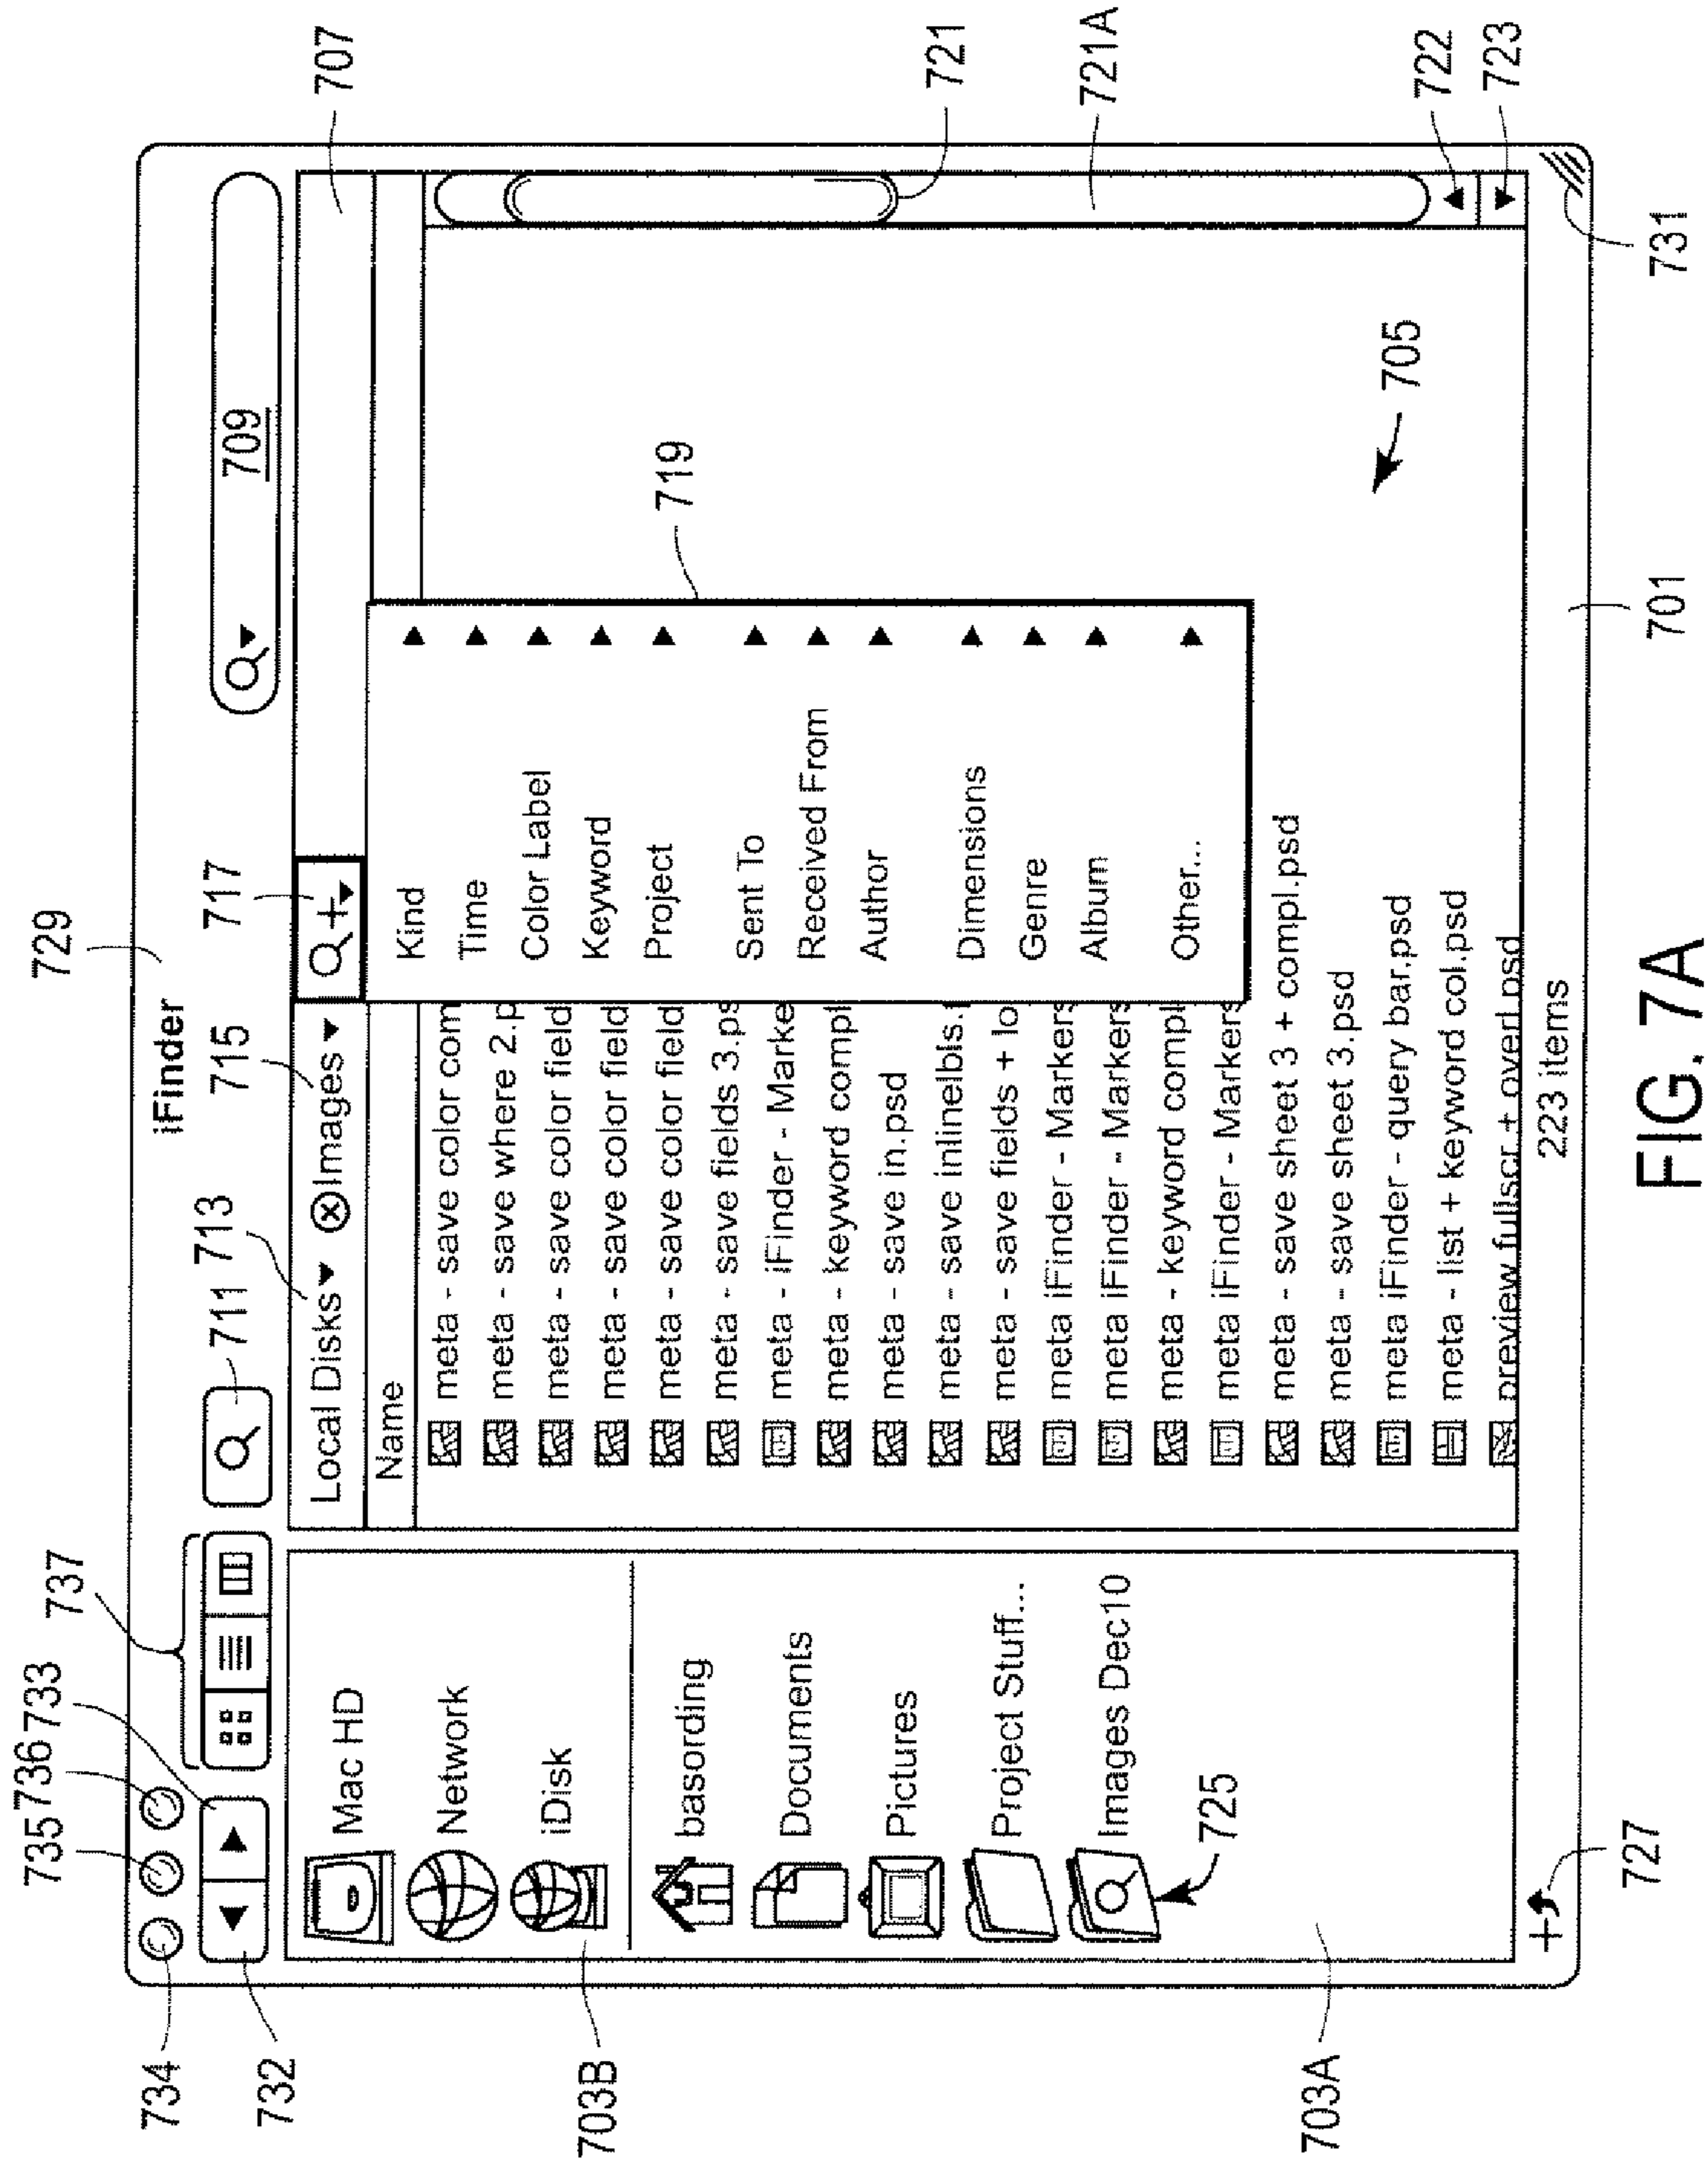 729
iFinder
734
735
736
733
737
711
713
715
717
709
707
732
Local Disks
Images
Name
Mac HD
Network
iDisk
703B
basording
Documents
Pictures
Project Stuff...
Images Dec10
725
703A
meta - save color com
meta - save where 2.p
meta - save color field
meta - save color field
meta - save color field
meta - save fields 3.ps
meta - iFinder - Marke
meta - keyword compl
meta - save in.psd
meta - save inlinelbls.
meta - save fields + lo
meta iFinder - Markers
meta iFinder - Markers
meta - keyword compl
meta iFinder - Markers
meta - save sheet 3 + compl.psd
meta - save sheet 3.psd
meta iFinder - query bar.psd
meta - list + keyword col.psd
preview fullscr + overl.psd
Kind
Time
Color Label
Keyword
Project
Sent To
Received From
Author
Dimensions
Genre
Album
Other...
719
721
721A
705
722
723
727
223 items
701
731
FIG. 7A